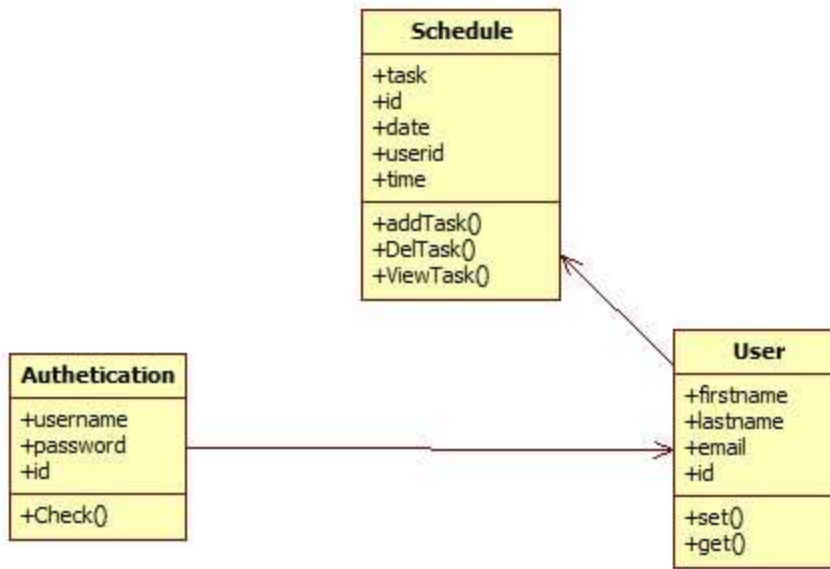 Schedule
+task
+id
+date
+userid
+time
+addTask()
+DelTask()
+ViewTask()
Authetication
+username
+password
+id
+Check()
User
+firstname
+lastname
+email
+id
+set()
+get()